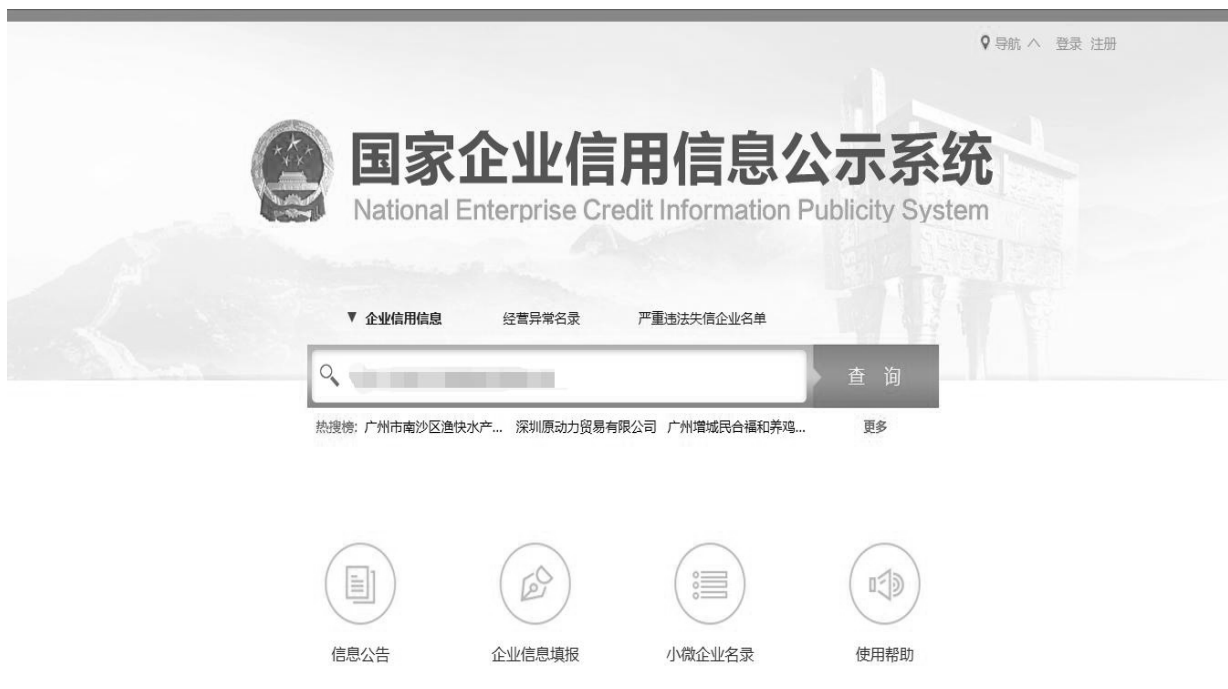 导航 登录 注册
国家企业信用信息公示系统
National Enterprise Credit Information Publicity System
▼ 企业信用信息 经营异常名录 严重违法失信企业名单
查 询
热搜榜: 广州市南沙区渔快水产... 深圳原动力贸易有限公司 广州增城民合福和养鸡... 更多
信息公告 企业信息填报 小微企业名录 使用帮助